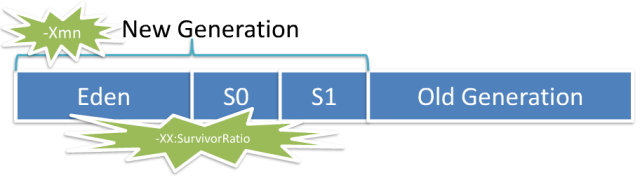 -Xmn
New Generation
Eden
S0
S1
Old Generation
-XX:SurvivorRatio